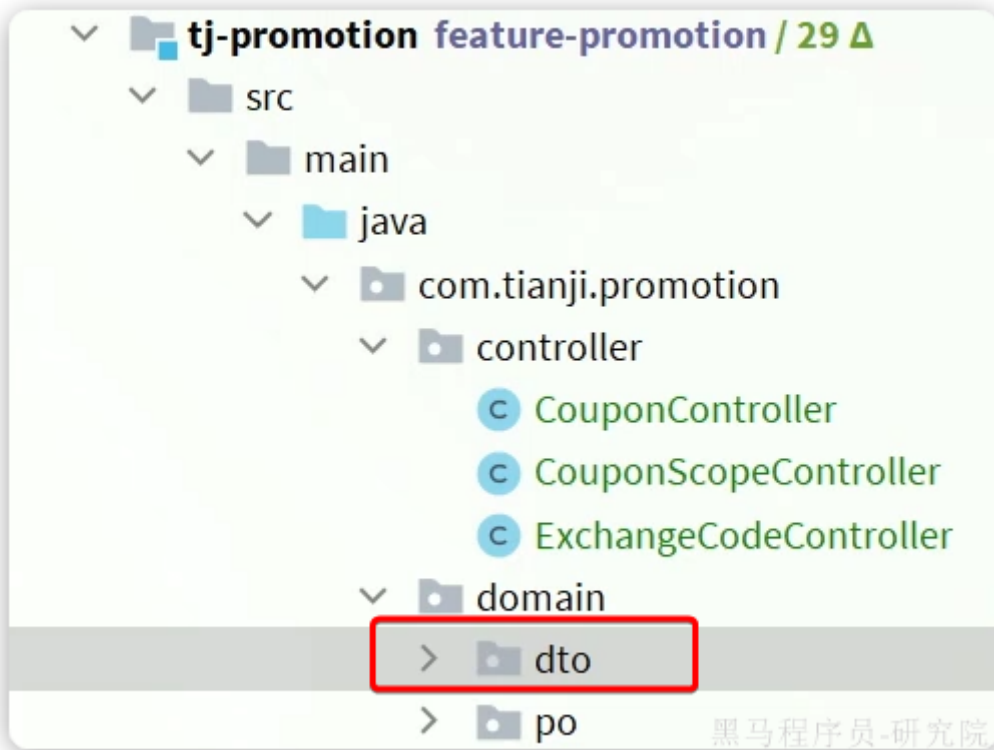 tj-promotion feature-promotion / 29 Δ
src
main
java
com.tianji.promotion
controller
C CouponController
C CouponScopeController
C ExchangeCodeController
domain
dto
po
黑马程序员-研究院